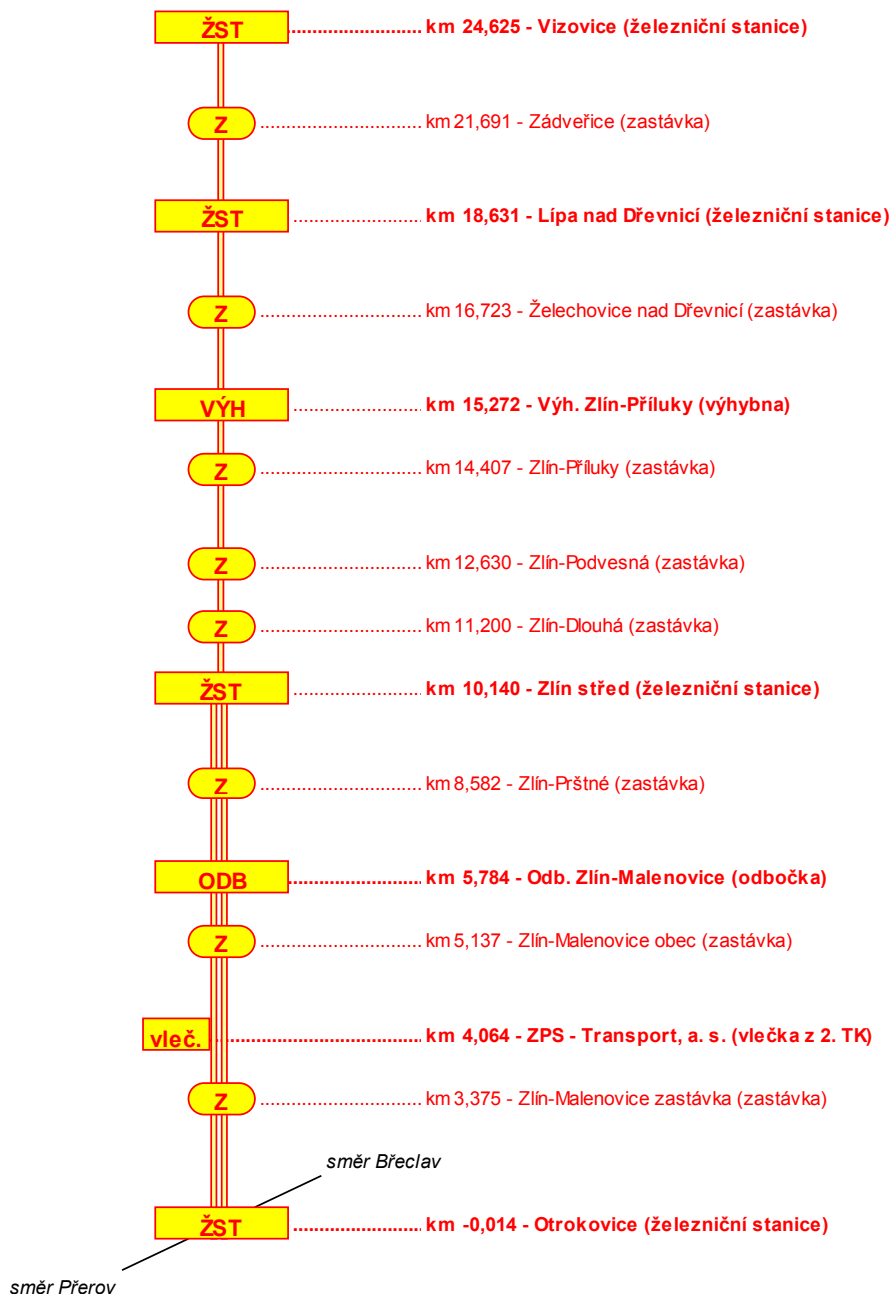 ŽST km 24,625 - Vizovice (železniční stanice)
Z km 21,691 - Zádveřice (zastávka)
ŽST km 18,631 - Lípa nad Dřevnicí (železniční stanice)
Z km 16,723 - Želechovice nad Dřevnicí (zastávka)
VÝH km 15,272 - Výh. Zlín-Příluky (výhybna)
Z km 14,407 - Zlín-Příluky (zastávka)
Z km 12,630 - Zlín-Podvesná (zastávka)
Z km 11,200 - Zlín-Dlouhá (zastávka)
ŽST km 10,140 - Zlín střed (železniční stanice)
Z km 8,582 - Zlín-Prštné (zastávka)
ODB km 5,784 - Odb. Zlín-Malenovice (odbočka)
Z km 5,137 - Zlín-Malenovice obec (zastávka)
vleč. km 4,064 - ZPS - Transport, a. s. (vlečka z 2. TK)
Z km 3,375 - Zlín-Malenovice zastávka (zastávka)
směr Břeclav
ŽST km -0,014 - Otrokovice (železniční stanice)
směr Přerov